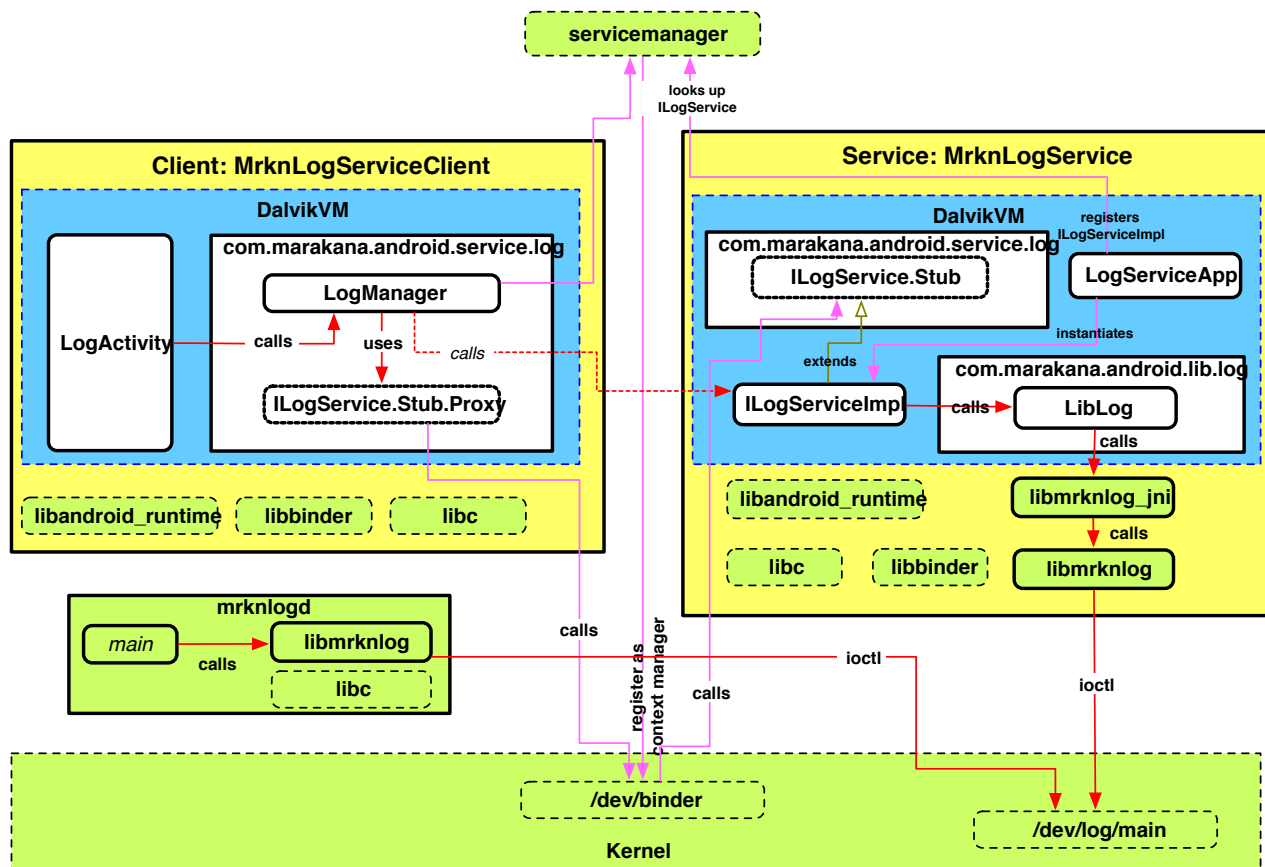 servicemanager
looks up
ILogService
Client: MrknLogServiceClient
DalvikVM
com.marakana.android.service.log
LogManager
LogActivity
calls
uses
calls
ILogService.Stub.Proxy
libandroid_runtime
libbinder
libc
Service: MrknLogService
DalvikVM
registers
ILogServiceImpl
com.marakana.android.service.log
ILogService.Stub
LogServiceApp
instantiates
extends
com.marakana.android.lib.log
ILogServiceImpl
calls
LibLog
calls
libandroid_runtime
libmrknlog_jni
calls
libc
libbinder
libmrknlog
mrknlogd
main
calls
libmrknlog
libc
calls
register as
context manager
calls
ioctl
ioctl
/dev/binder
/dev/log/main
Kernel